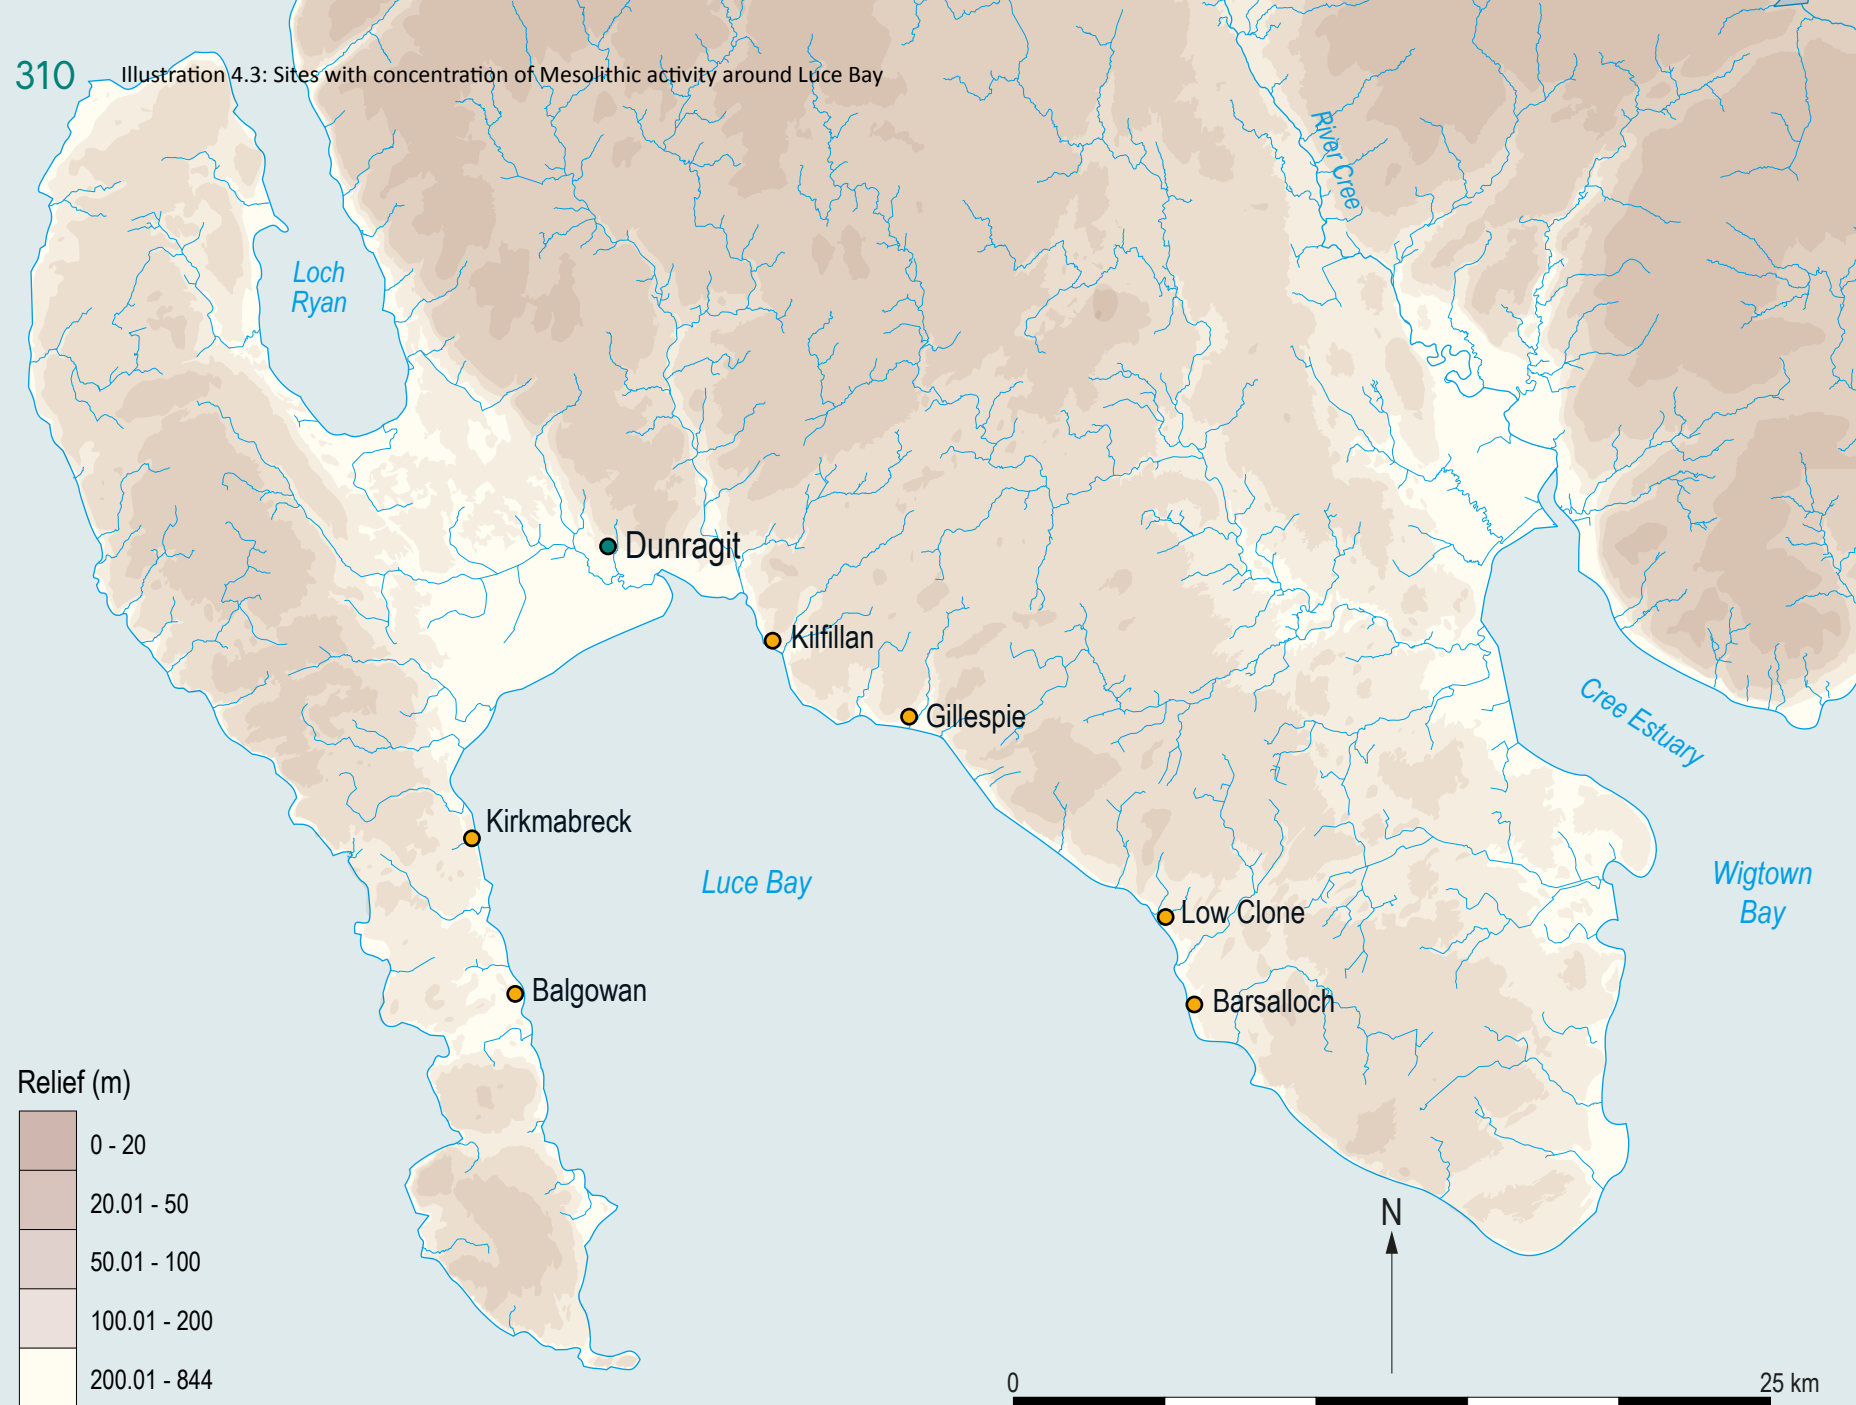 310
Illustration 4.3: Sites with concentration of Mesolithic activity around Luce Bay
River Cree
Loch
Ryan
Dunragit
Kilfillan
Gillespie
Cree Estuary
Kirkmabreck
Luce Bay
Wigtown
Bay
Low Clone
Balgowan
Barsalloch
Relief (m)
0 - 20
20.01 - 50
50.01 - 100
100.01 - 200
200.01 - 844
N
0
25 km